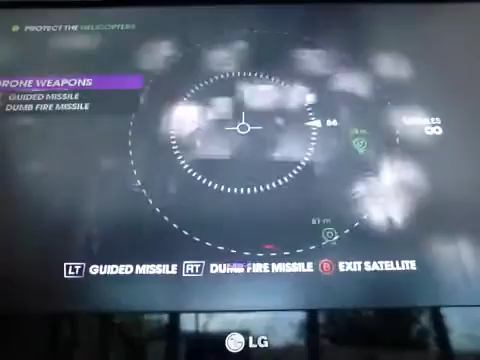 PROTECT THE HELICOPTERS
DRONE WEAPONS
GUIDED MISSILE
DUMB FIRE MISSILE
LT GUIDED MISSILE RT DUMB FIRE MISSILE B EXIT SATELLITE
LG